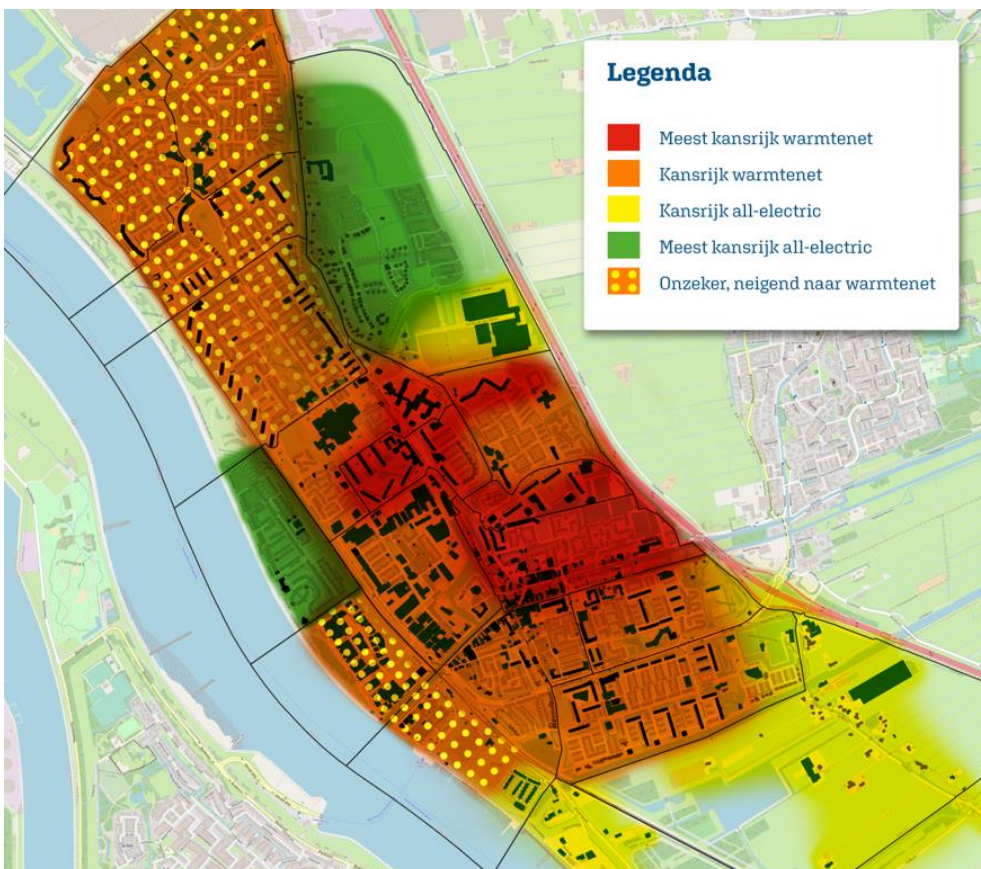 Legenda
Meest kansrijk warmtenet
Kansrijk warmtenet
Kansrijk all-electric
Meest kansrijk all-electric
Onzeker, neigend naar warmtenet